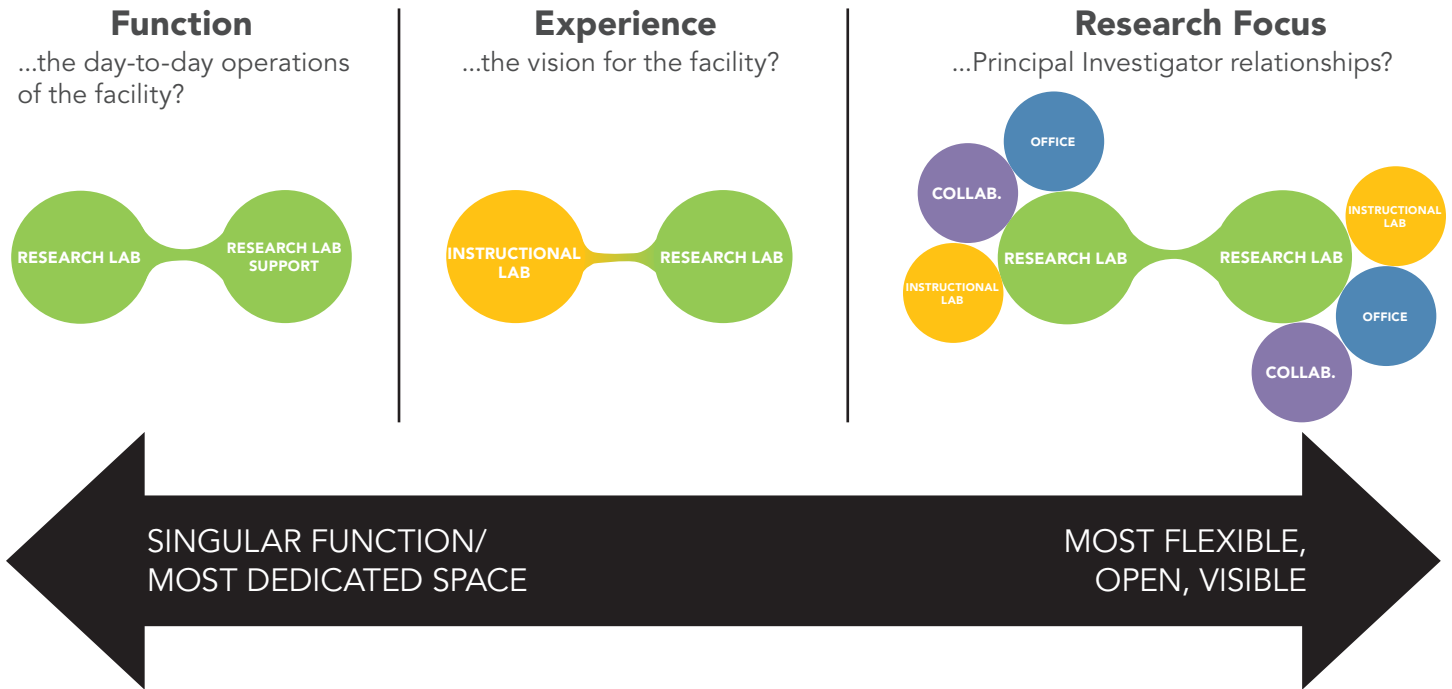 Function
...the day-to-day operations
of the facility?
RESEARCH LAB
RESEARCH LAB
SUPPORT
Experience
...the vision for the facility?
INSTRUCTIONAL
LAB
RESEARCH LAB
Research Focus
...Principal Investigator relationships?
OFFICE
COLLAB.
INSTRUCTIONAL
LAB
RESEARCH LAB
RESEARCH LAB
INSTRUCTIONAL
LAB
OFFICE
COLLAB.
SINGULAR FUNCTION/
MOST DEDICATED SPACE
MOST FLEXIBLE,
OPEN, VISIBLE